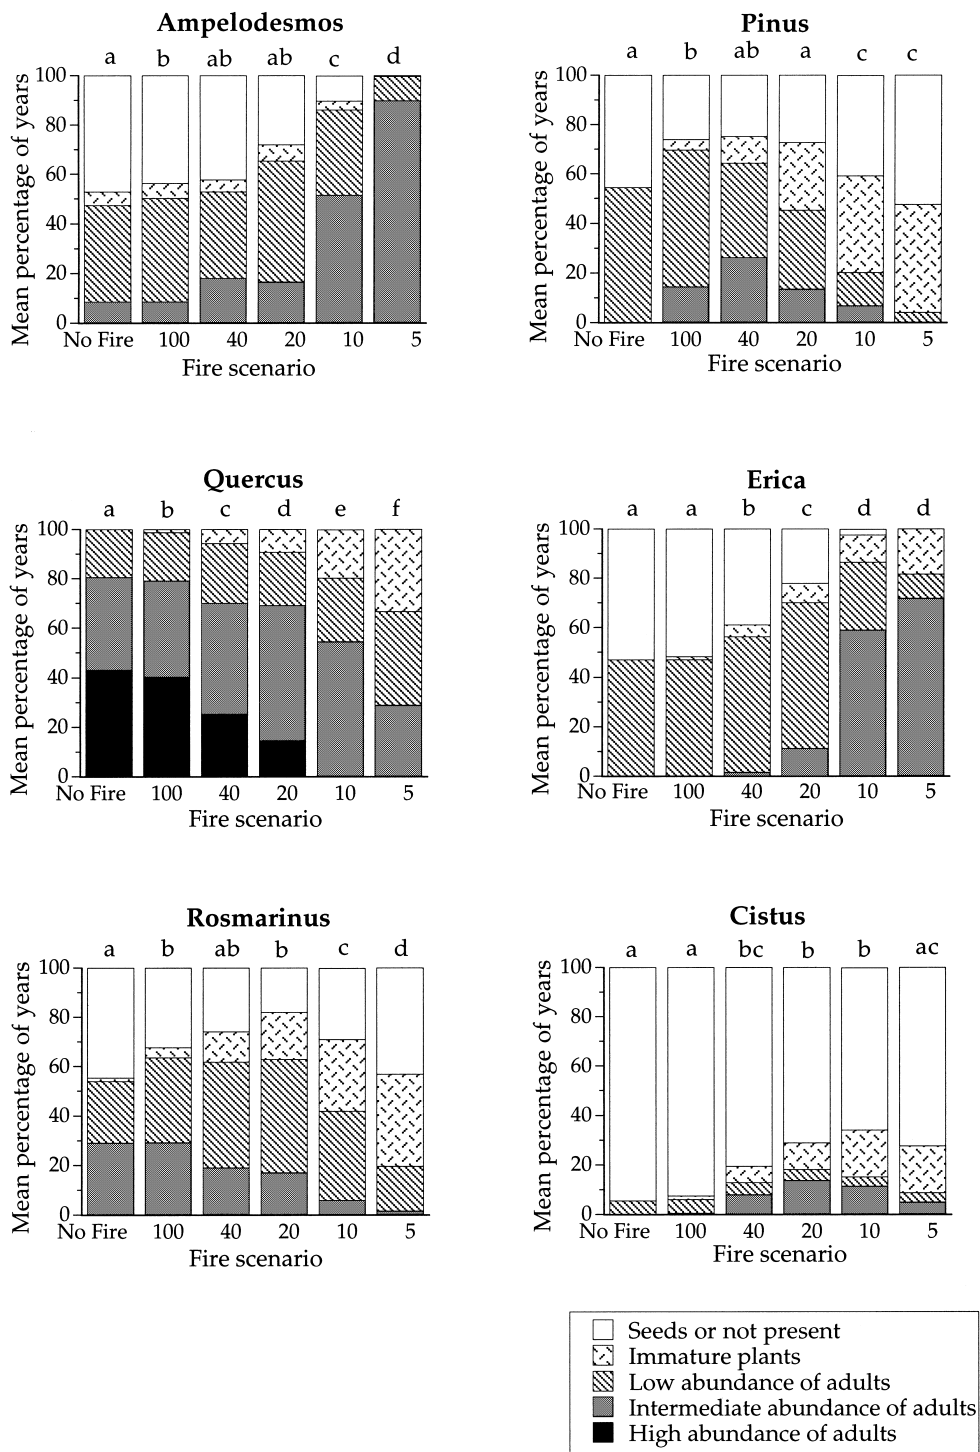 Ampelodesmos
a b ab ab c d
Mean percentage of years
100
80
60
40
20
0
No Fire 100 40 20 10 5
Fire scenario
Pinus
a b ab a c c
Mean percentage of years
100
80
60
40
20
0
No Fire 100 40 20 10 5
Fire scenario
Quercus
a b c d e f
Mean percentage of years
100
80
60
40
20
0
No Fire 100 40 20 10 5
Fire scenario
Erica
a a b c d d
Mean percentage of years
100
80
60
40
20
0
No Fire 100 40 20 10 5
Fire scenario
Rosmarinus
a b ab b c d
Mean percentage of years
100
80
60
40
20
0
No Fire 100 40 20 10 5
Fire scenario
Cistus
a a bc b b ac
Mean percentage of years
100
80
60
40
20
0
No Fire 100 40 20 10 5
Fire scenario
Seeds or not present
Immature plants
Low abundance of adults
Intermediate abundance of adults
High abundance of adults